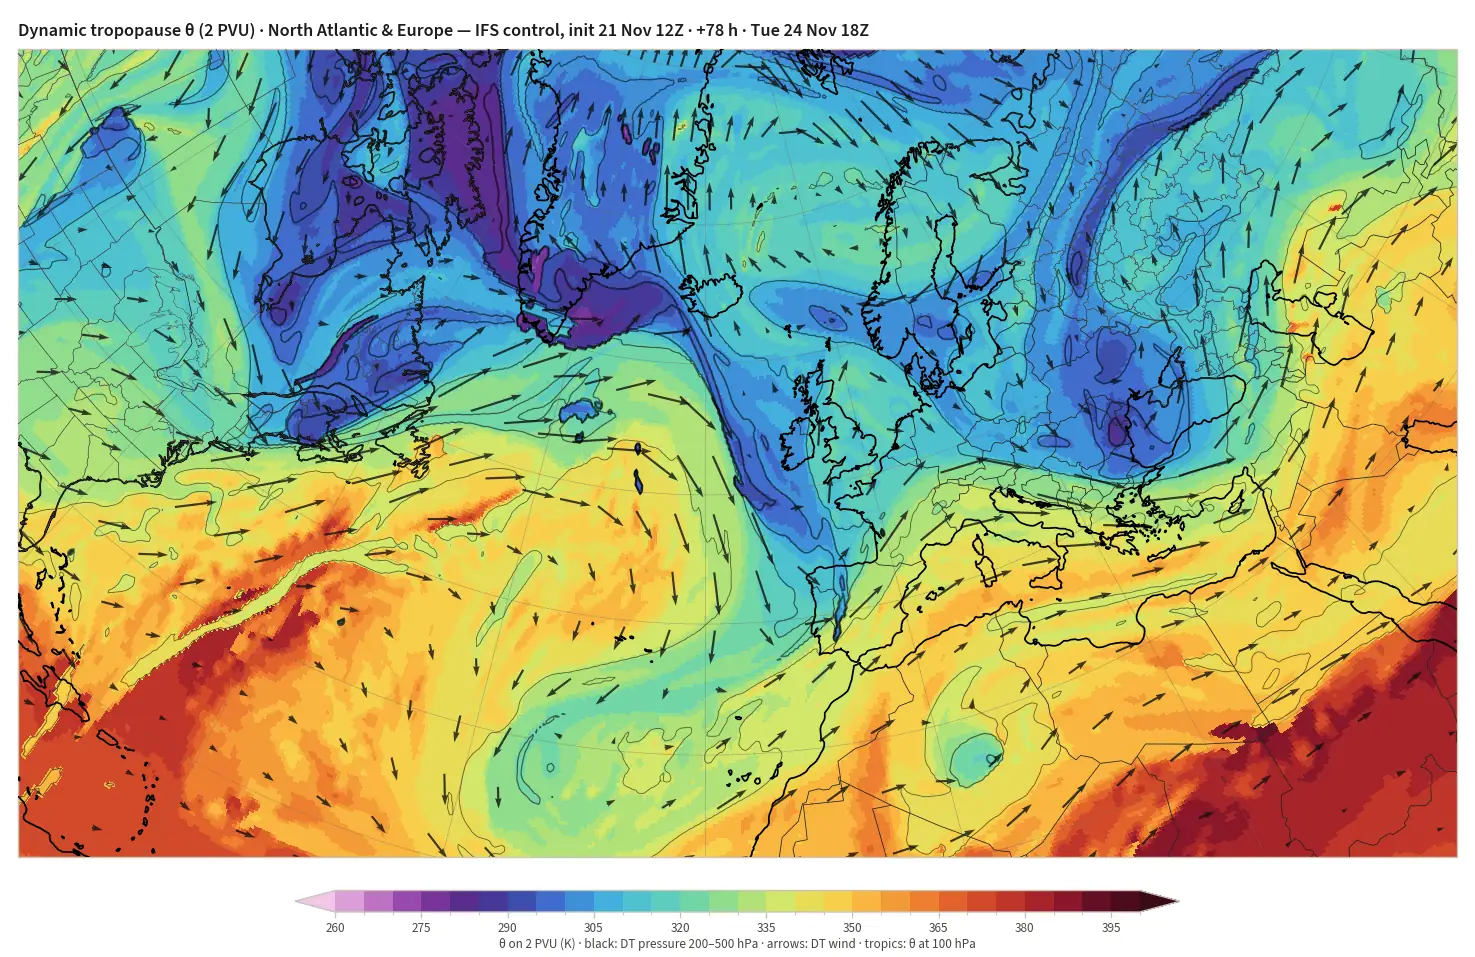 Dynamic tropopause θ (2 PVU) · North Atlantic & Europe — IFS control, init 21 Nov 12Z · +78 h · Tue 24 Nov 18Z
260 275 290 305 320 335 350 365 380 395
θ on 2 PVU (K) · black: DT pressure 200–500 hPa · arrows: DT wind · tropics: θ at 100 hPa